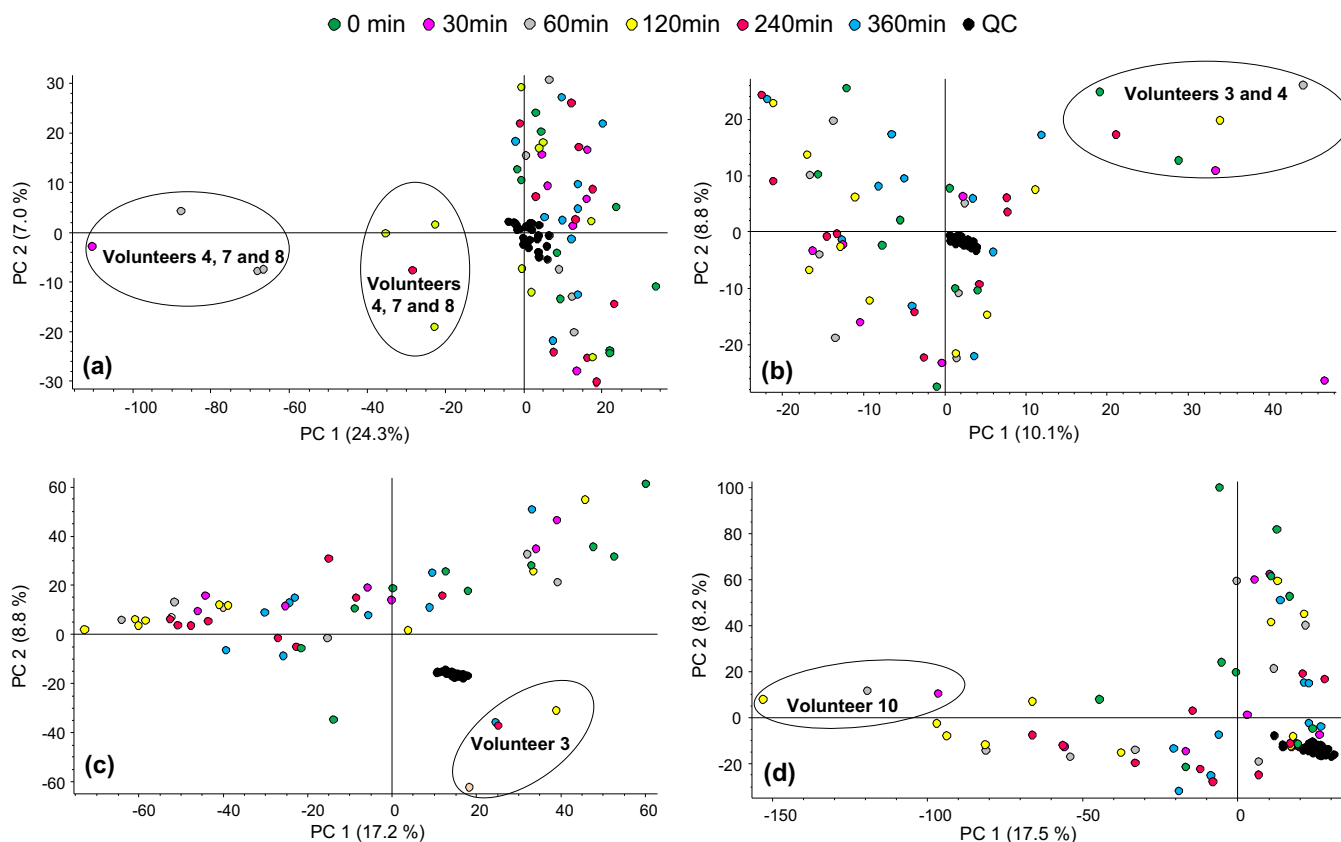 0 min 30min 60min 120min 240min 360min QC
30
20
10
0
-10
-20
-30
PC 2 (7.0 %)
Volunteers 4, 7 and 8
Volunteers
4, 7 and 8
(a)
-100 -80 -60 -40 -20 0 20
PC 1 (24.3%)
20
10
0
-10
-20
PC 2 (8.8 %)
Volunteers 3 and 4
(b)
-20 -10 0 10 20 30 40
PC 1 (10.1%)
60
40
20
0
-20
-40
-60
PC 2 (8.8 %)
Volunteer 3
(c)
-60 -40 -20 0 20 40 60
PC 1 (17.2 %)
100
80
60
40
20
0
-20
PC 2 (8.2 %)
Volunteer 10
(d)
-150 -100 -50 0
PC 1 (17.5 %)